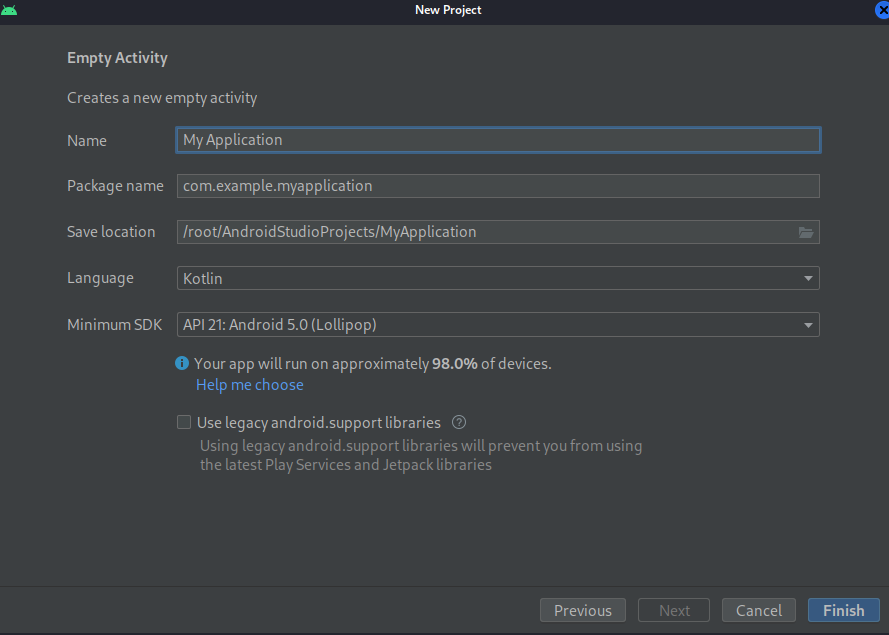 New Project
Empty Activity
Creates a new empty activity
Name My Application
Package name com.example.myapplication
Save location /root/AndroidStudioProjects/MyApplication
Language Kotlin
Minimum SDK API 21: Android 5.0 (Lollipop)
i Your app will run on approximately 98.0% of devices.
Help me choose
Use legacy android.support libraries ?
Using legacy android.support libraries will prevent you from using
the latest Play Services and Jetpack libraries
Previous Next Cancel Finish